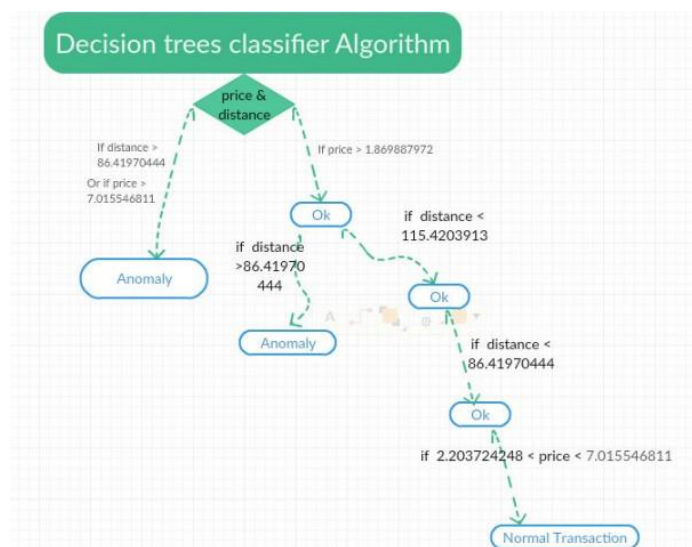 Decision trees classifier Algorithm
price &
distance
If distance >
86.41970444
Or if price >
7.015546811
If price > 1.869887972
Ok
if distance <
115.4203913
if distance
>86.41970
444
Anomaly
Ok
Anomaly
if distance <
86.41970444
Ok
if 2.203724248 < price < 7.015546811
Normal Transaction